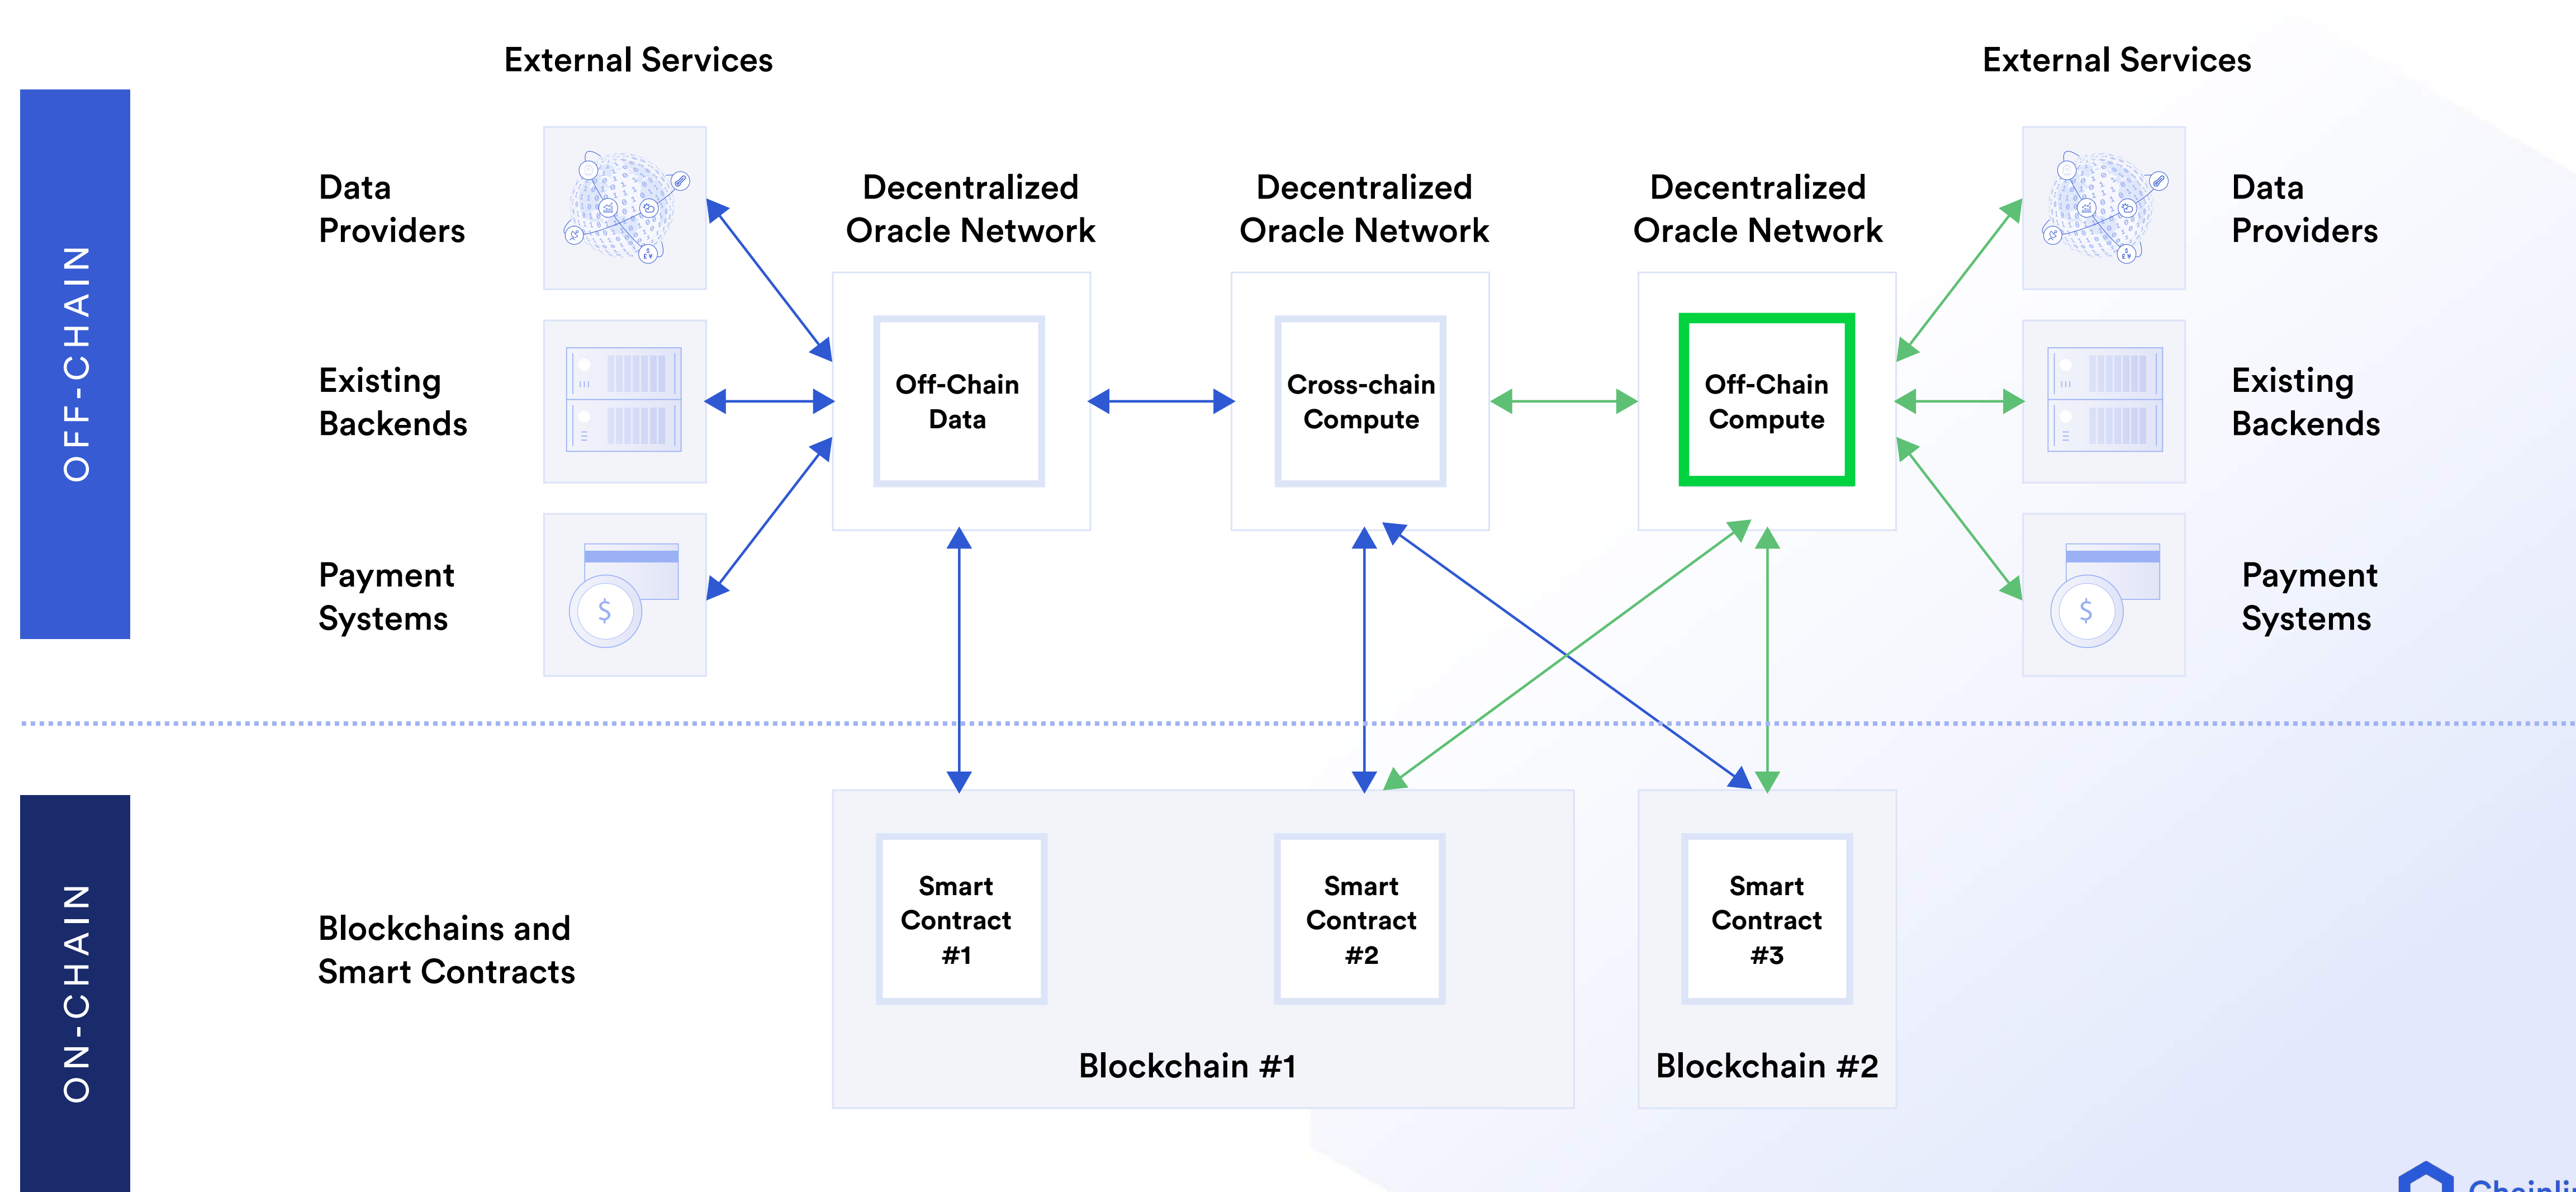 External Services
External Services
OFF-CHAIN
Data
Providers
Decentralized
Oracle Network
Decentralized
Oracle Network
Decentralized
Oracle Network
Data
Providers
Existing
Backends
Off-Chain
Data
Cross-chain
Compute
Off-Chain
Compute
Existing
Backends
Payment
Systems
$
$
Payment
Systems
ON-CHAIN
Blockchains and
Smart Contracts
Smart
Contract
#1
Smart
Contract
#2
Smart
Contract
#3
Blockchain #1
Blockchain #2